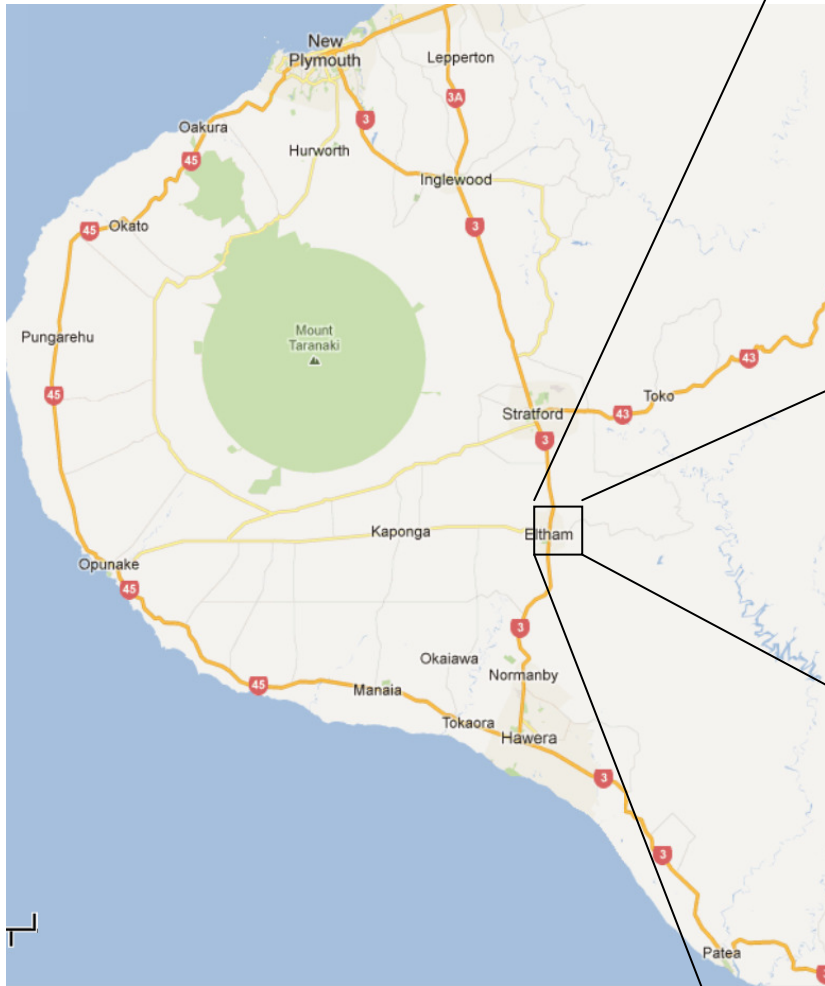 New
Plymouth
Lepperton
3A
Oakura
3
Hurworth
45
Inglewood
Okato
45
3
Pungarehu
Mount
Taranaki
43
45
Toko
Stratford
43
3
Kaponga
Eltham
Opunake
45
3
Okaiawa
Normanby
45
Manaia
Tokaora
Hawera
3
3
Patea